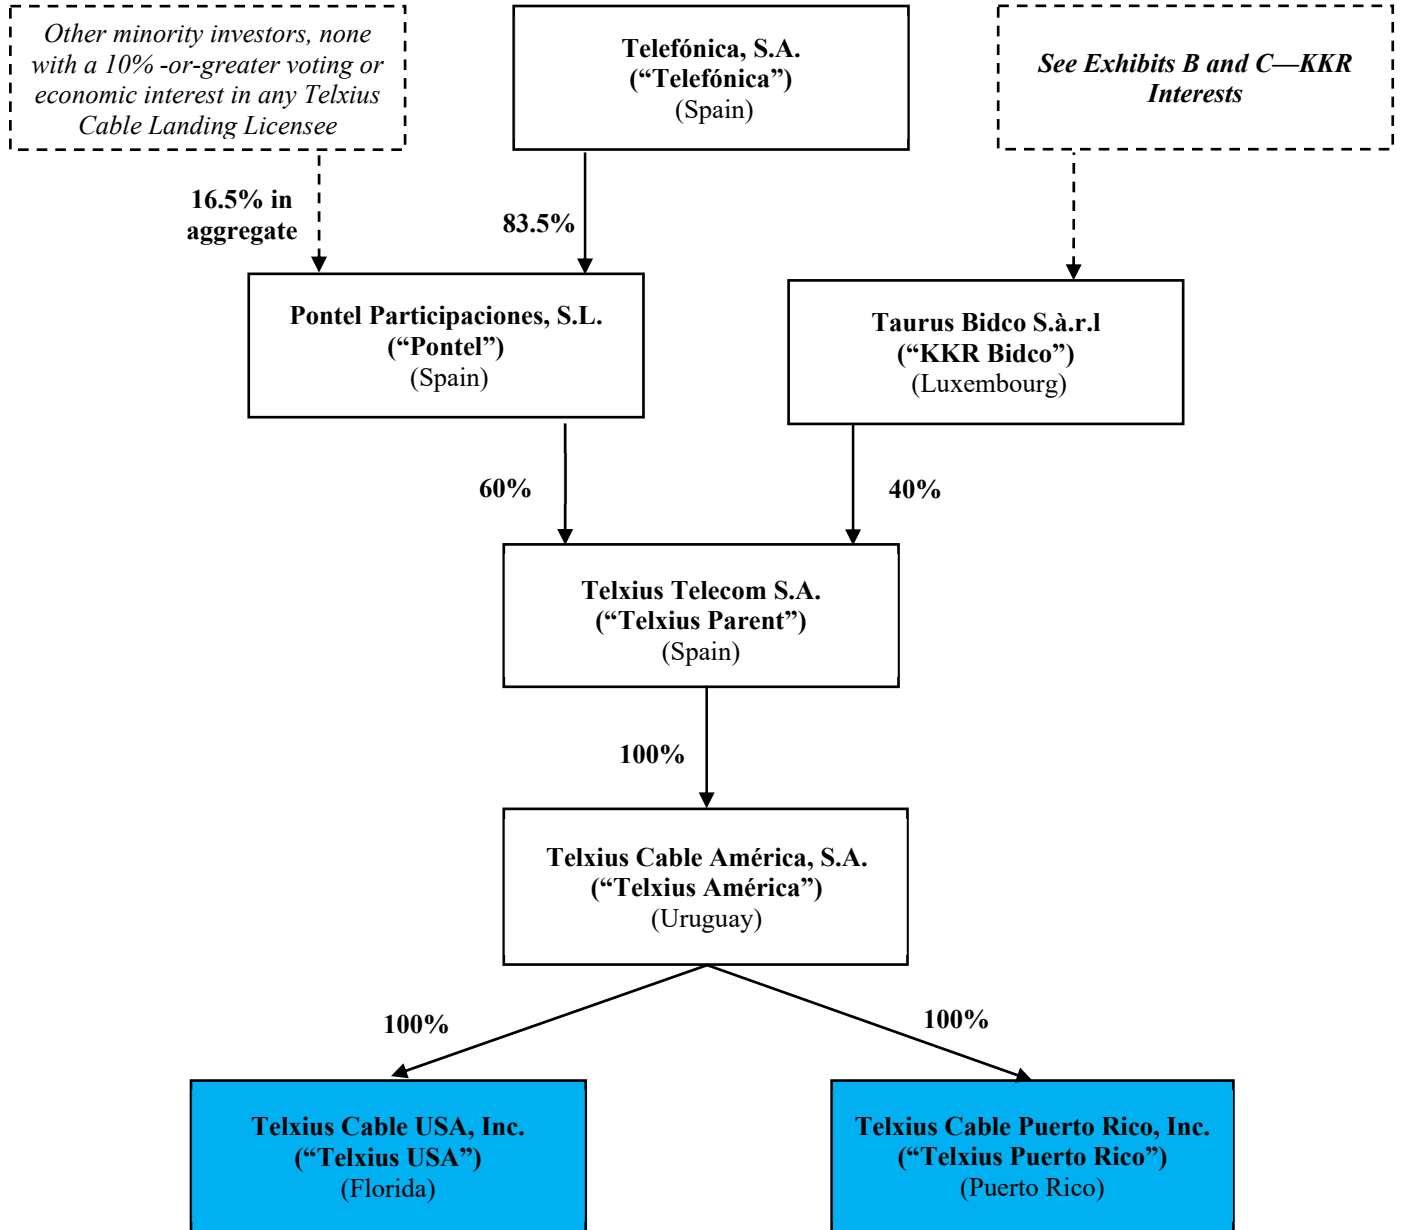 Other minority investors, none
with a 10% -or-greater voting or
economic interest in any Telxius
Cable Landing Licensee
Telefónica, S.A.
(“Telefónica”)
(Spain)
See Exhibits B and C—KKR
Interests
16.5% in
aggregate
83.5%
Pontel Participaciones, S.L.
(“Pontel”)
(Spain)
Taurus Bidco S.à.r.l
(“KKR Bidco”)
(Luxembourg)
60%
40%
Telxius Telecom S.A.
(“Telxius Parent”)
(Spain)
100%
Telxius Cable América, S.A.
(“Telxius América”)
(Uruguay)
100%
100%
Telxius Cable USA, Inc.
(“Telxius USA”)
(Florida)
Telxius Cable Puerto Rico, Inc.
(“Telxius Puerto Rico”)
(Puerto Rico)